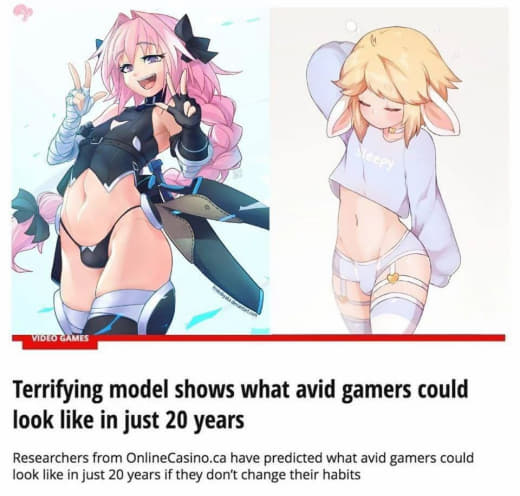 sleepy
VIDEO GAMES
Terrifying model shows what avid gamers could
look like in just 20 years
Researchers from OnlineCasino.ca have predicted what avid gamers could
look like in just 20 years if they don't change their habits